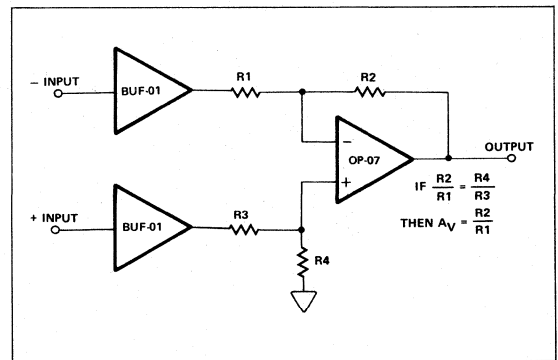 − INPUT
BUF-01
R1
R2
−
OP-07
+
OUTPUT
IF R2/R1 = R4/R3
THEN AV = R2/R1
+ INPUT
BUF-01
R3
R4